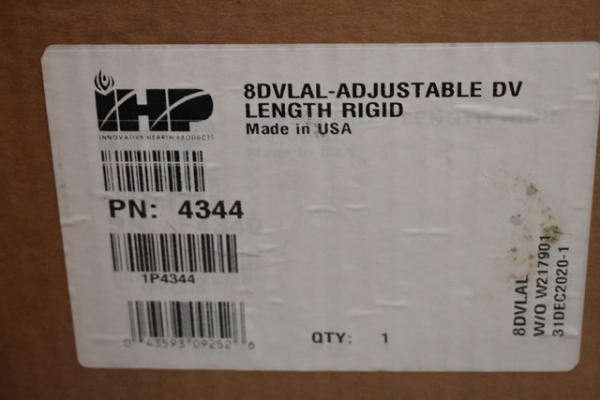 IHP
INNOVATIVE HEARTH PRODUCTS
8DVLAL-ADJUSTABLE DV
LENGTH RIGID
Made in USA
PN: 4344
1P4344
0 43593 09252 6
QTY: 1
8DVLAL
W/O W217901
31DEC2020-1